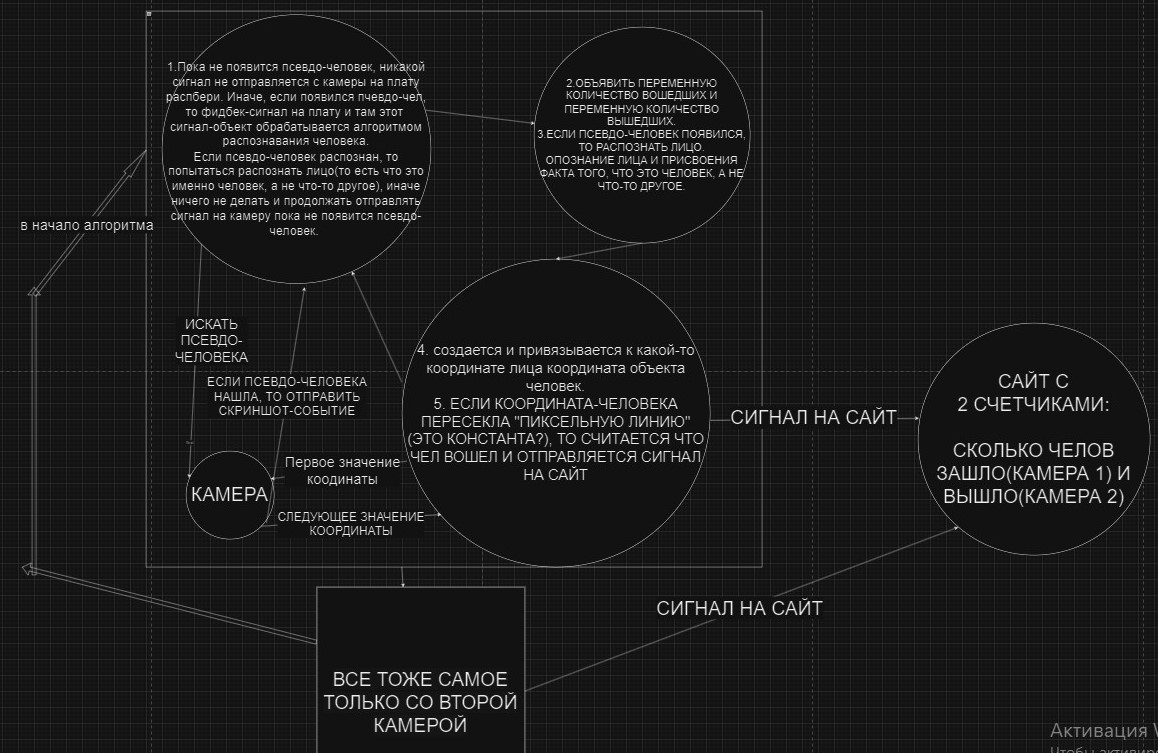 1.Пока не появится псевдо-человек, никакой
сигнал не отправляется с камеры на плату
распбери. Иначе, если появился пчевдо-чел,
то фидбек-сигнал на плату и там этот
сигнал-объект обрабатывается алгоритмом
распознавания человека.
Если псевдо-человек распознан, то
попытаться распознать лицо(то есть что это
именно человек, а не что-то другое), иначе
ничего не делать и продолжать отправлять
сигнал на камеру пока не появится псевдо-
человек.
2.ОБЪЯВИТЬ ПЕРЕМЕННУЮ
КОЛИЧЕСТВО ВОШЕДШИХ И
ПЕРЕМЕННУЮ КОЛИЧЕСТВО
ВЫШЕДШИХ.
3.ЕСЛИ ПСЕВДО-ЧЕЛОВЕК ПОЯВИЛСЯ,
ТО РАСПОЗНАТЬ ЛИЦО.
ОПОЗНАНИЕ ЛИЦА И ПРИСВОЕНИЯ
ФАКТА ТОГО, ЧТО ЭТО ЧЕЛОВЕК, А НЕ
ЧТО-ТО ДРУГОЕ.
в начало алгоритма
ИСКАТЬ
ПСЕВДО-
ЧЕЛОВЕКА
ЕСЛИ ПСЕВДО-ЧЕЛОВЕКА
НАШЛА, ТО ОТПРАВИТЬ
СКРИНШОТ-СОБЫТИЕ
4. создается и привязывается к какой-то
координате лица координата объекта
человек.
5. ЕСЛИ КООРДИНАТА-ЧЕЛОВЕКА
ПЕРЕСЕКЛА "ПИКСЕЛЬНУЮ ЛИНИЮ"
(ЭТО КОНСТАНТА?), ТО СЧИТАЕТСЯ ЧТО
ЧЕЛ ВОШЕЛ И ОТПРАВЛЯЕТСЯ СИГНАЛ
НА САЙТ
СИГНАЛ НА САЙТ
САЙТ С
2 СЧЕТЧИКАМИ:
СКОЛЬКО ЧЕЛОВ
ЗАШЛО(КАМЕРА 1) И
ВЫШЛО(КАМЕРА 2)
КАМЕРА
Первое значение
коодинаты
СЛЕДУЮЩЕЕ ЗНАЧЕНИЕ
КООРДИНАТЫ
СИГНАЛ НА САЙТ
ВСЕ ТОЖЕ САМОЕ
ТОЛЬКО СО ВТОРОЙ
КАМЕРОЙ
Активация